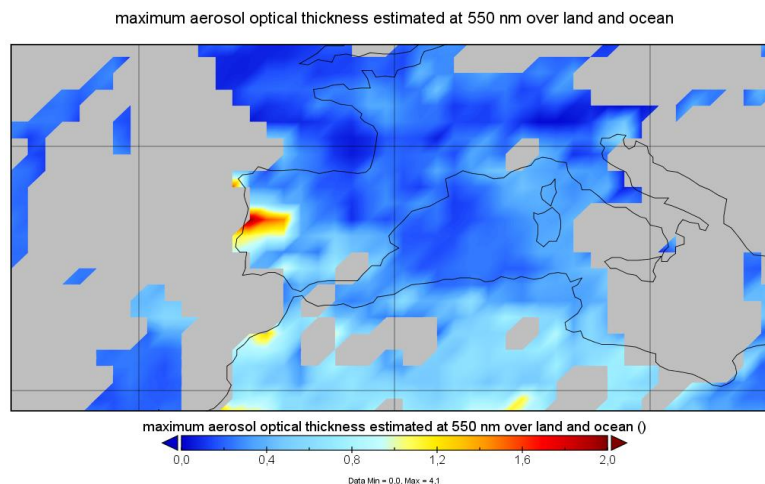 maximum aerosol optical thickness estimated at 550 nm over land and ocean
maximum aerosol optical thickness estimated at 550 nm over land and ocean ()
0,0 0,4 0,8 1,2 1,6 2,0
Data Min = 0.0, Max = 4.1